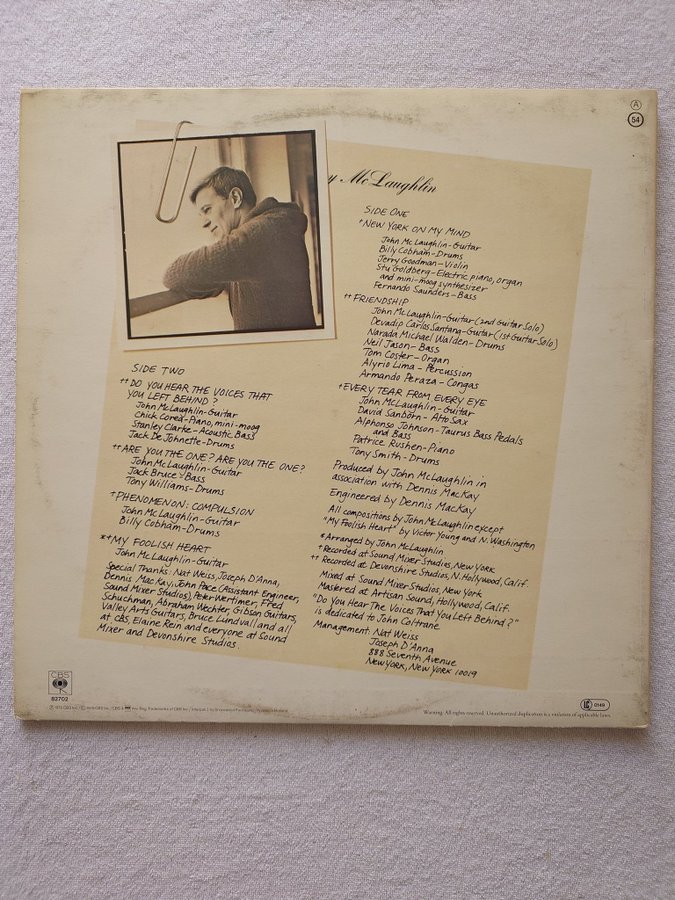 A
54
y McLaughlin
SIDE ONE
†NEW YORK ON MY MIND
John McLaughlin-Guitar
Billy Cobham-Drums
Jerry Goodman-Violin
Stu Goldberg-Electric piano, organ
and mini-moog synthesizer
Fernando Saunders-Bass
††FRIENDSHIP
John McLaughlin-Guitar (2nd Guitar Solo)
Devadip Carlos Santana-Guitar (1st Guitar Solo)
Narada Michael Walden-Drums
Neil Jason-Bass
Tom Coster-Organ
Alyrio Lima-Percussion
Armando Peraza-Congas
†EVERY TEAR FROM EVERY EYE
John McLaughlin-Guitar
David Sanborn-Alto Sax
Alphonso Johnson-Taurus Bass Pedals
and Bass
Patrice Rushen-Piano
Tony Smith-Drums
Produced by John McLaughlin in
association with Dennis MacKay
Engineered by Dennis MacKay
All compositions by John McLaughlin except
"My Foolish Heart" by Victor Young and N. Washington
*Arranged by John McLaughlin
†Recorded at Sound Mixer Studios, New York
††Recorded at Devonshire Studios, N. Hollywood, Calif.
Mixed at Sound Mixer Studios, New York
Mastered at Artisan Sound, Hollywood, Calif.
"Do You Hear The Voices That You Left Behind?"
is dedicated to John Coltrane
Management: Nat Weiss
Joseph D'Anna
888 Seventh Avenue
New York, New York 10019
SIDE TWO
††DO YOU HEAR THE VOICES THAT
YOU LEFT BEHIND?
John McLaughlin-Guitar
Chick Corea-Piano, mini-moog
Stanley Clarke-Acoustic Bass
Jack DeJohnette-Drums
††ARE YOU THE ONE? ARE YOU THE ONE?
John McLaughlin-Guitar
Jack Bruce-Bass
Tony Williams-Drums
†PHENOMENON: COMPULSION
John McLaughlin-Guitar
Billy Cobham-Drums
*†MY FOOLISH HEART
John McLaughlin-Guitar
Special Thanks: Nat Weiss, Joseph D'Anna,
Dennis MacKay, John Pace (Assistant Engineer,
Sound Mixer Studios), Peter Wertimer, Fred
Schuchman, Abraham Wechter, Gibson Guitars,
Valley Arts Guitars, Bruce Lundvall and all
at CBS, Elaine Rein and everyone at Sound
Mixer and Devonshire Studios.
CBS
82702
LC 0149
Warning: All rights reserved. Unauthorized duplication is a violation of applicable laws.